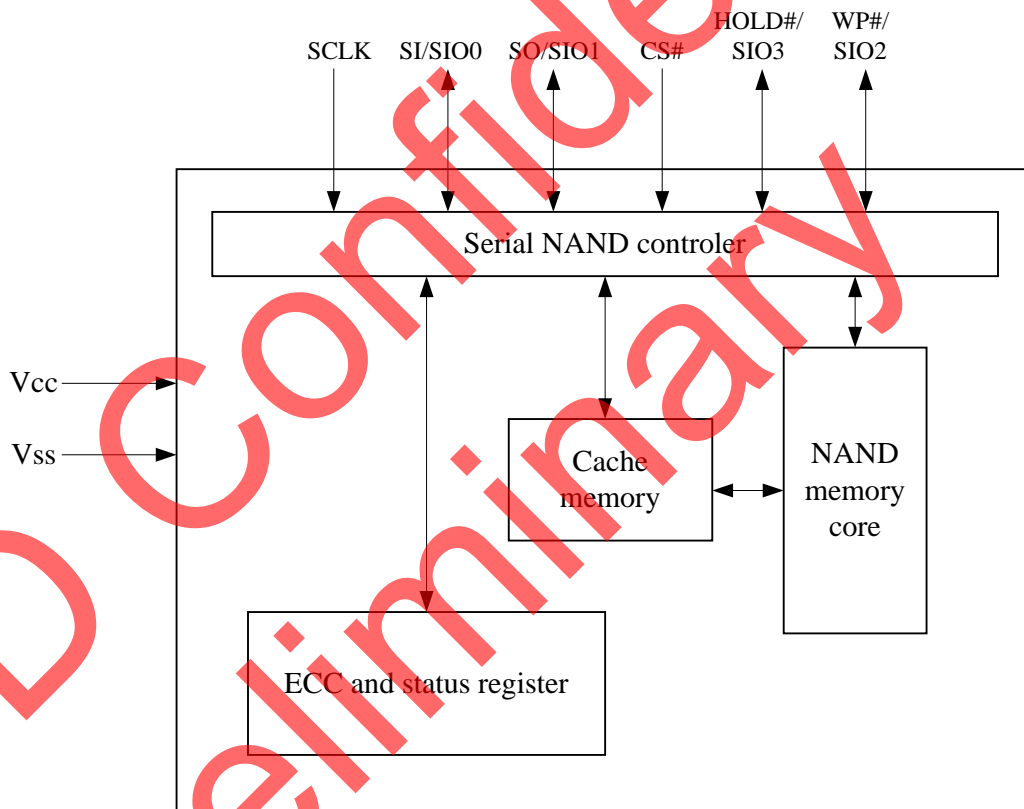 SCLK
SI/SIO0
SO/SIO1
CS#
HOLD#/
SIO3
WP#/
SIO2
Serial NAND controler
Vcc
Vss
Cache
memory
NAND
memory
core
ECC and status register
D Confide
eliminary